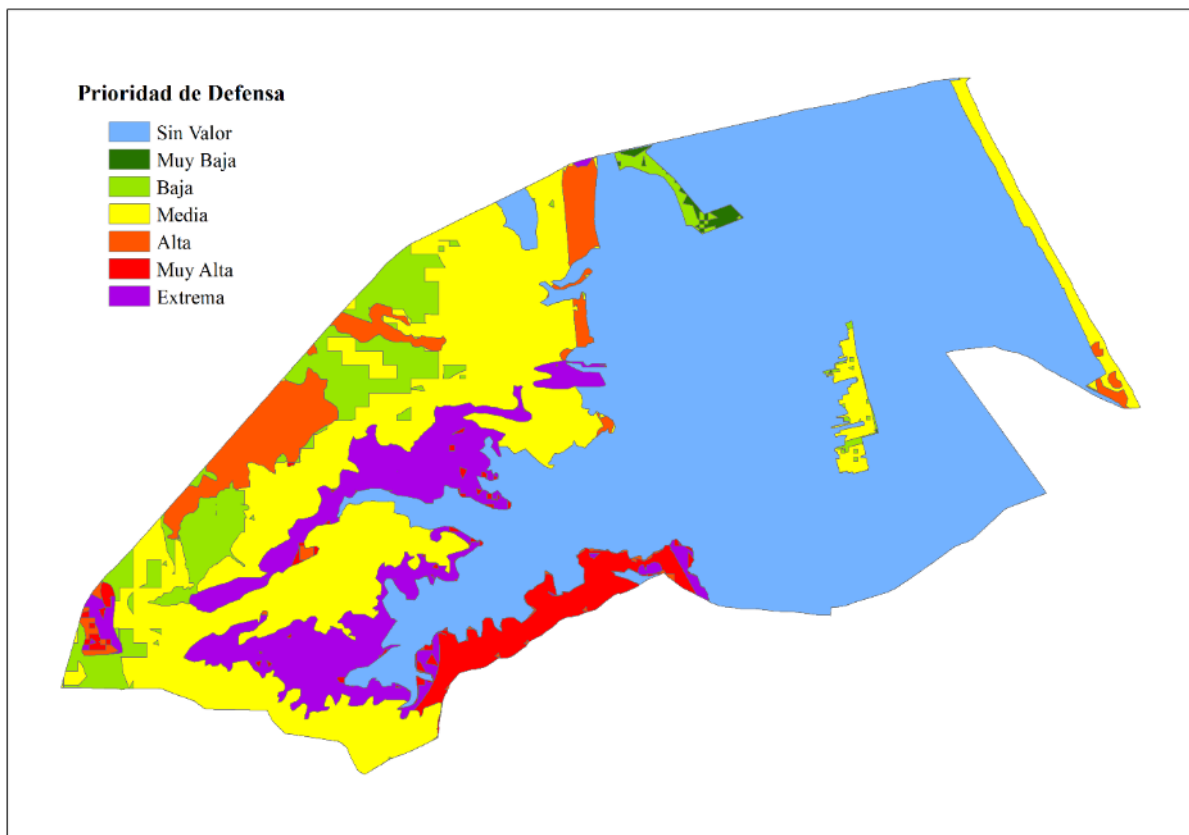 Prioridad de Defensa
Sin Valor
Muy Baja
Baja
Media
Alta
Muy Alta
Extrema